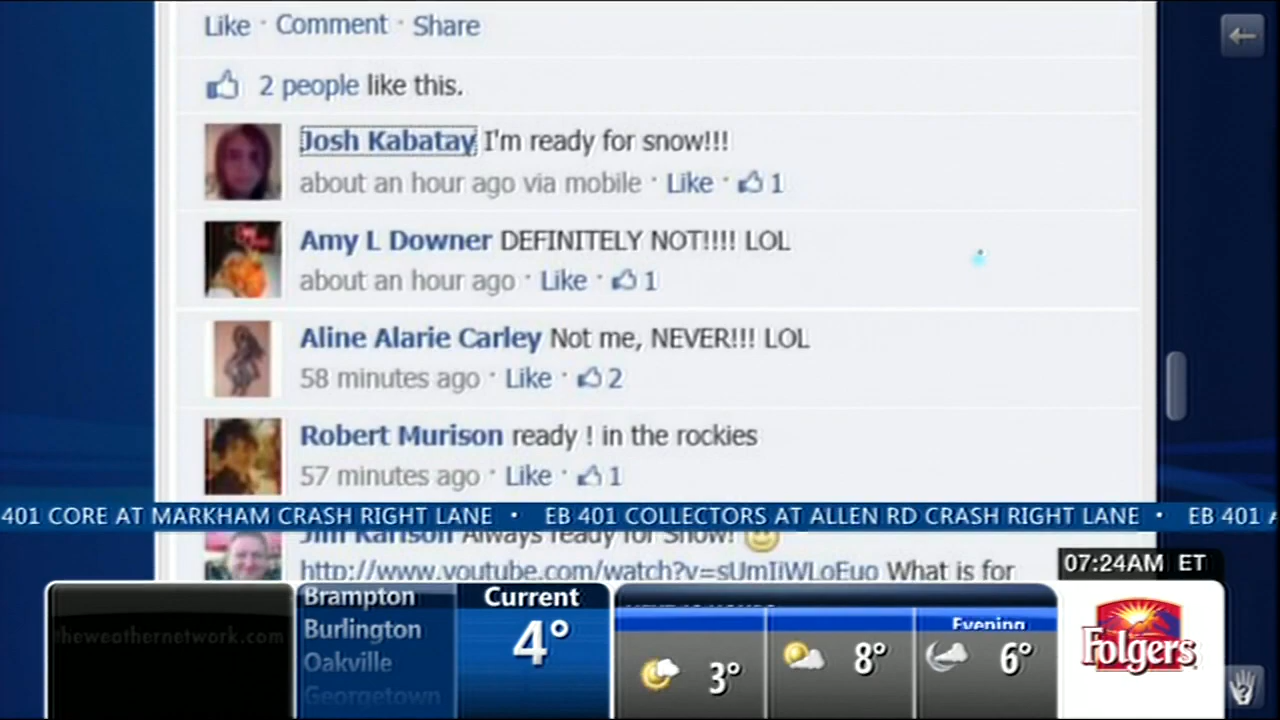 Like · Comment · Share
2 people like this.
Josh Kabatay I'm ready for snow!!!
about an hour ago via mobile · Like · 1
Amy L Downer DEFINITELY NOT!!!! LOL
about an hour ago · Like · 1
Aline Alarie Carley Not me, NEVER!!! LOL
58 minutes ago · Like · 2
Robert Murison ready ! in the rockies
57 minutes ago · Like · 1
401 CORE AT MARKHAM CRASH RIGHT LANE · EB 401 COLLECTORS AT ALLEN RD CRASH RIGHT LANE · EB 401
Jim Karlson Always ready for Snow!
http://www.youtube.com/watch?v=sUmIiWLoEuo What is for
07:24AM ET
theweathernetwork.com
Brampton
Burlington
Oakville
Georgetown
Current
4°
3°
8°
Evening
6°
Folgers